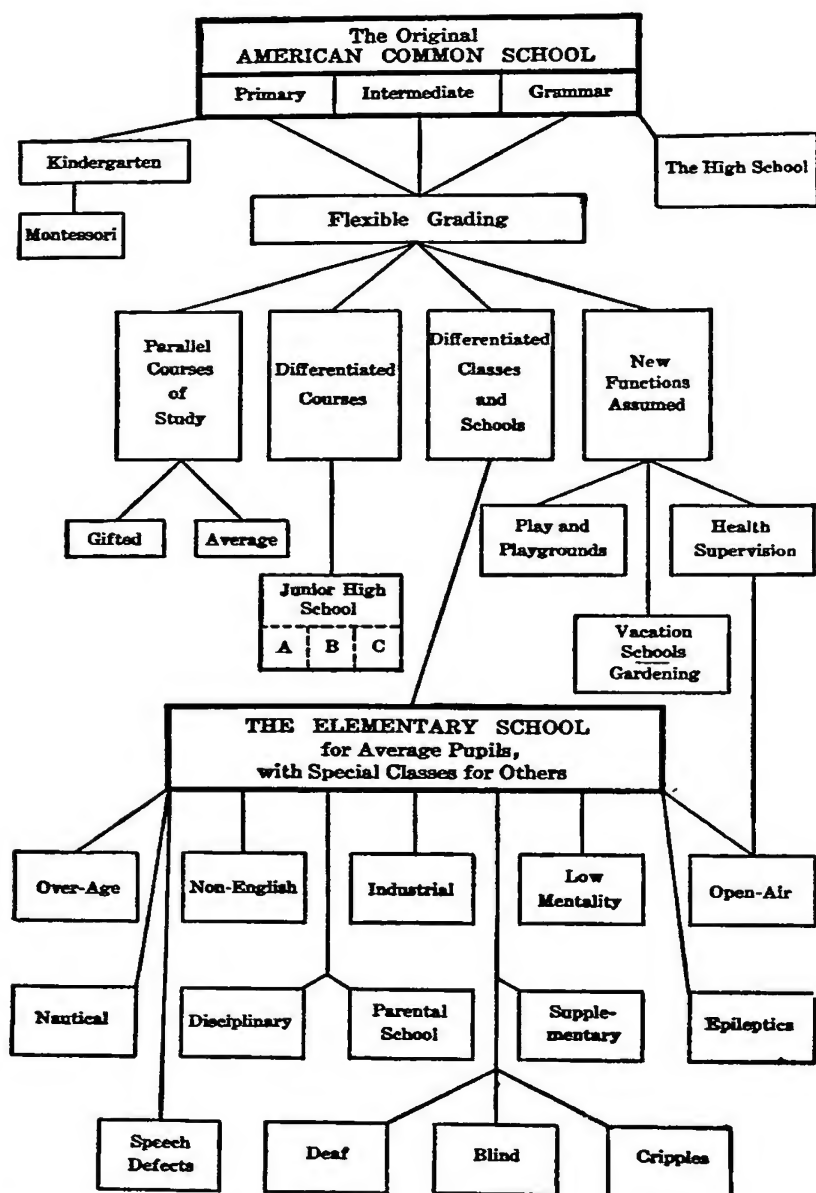 The Original
AMERICAN COMMON SCHOOL
Primary
Intermediate
Grammar
Kindergarten
The High School
Montessori
Flexible Grading
Parallel
Courses
of
Study
Differentiated
Courses
Differentiated
Classes
and
Schools
New
Functions
Assumed
Gifted
Average
Play and
Playgrounds
Health
Supervision
Junior High
School
A
B
C
Vacation
Schools
Gardening
THE ELEMENTARY SCHOOL
for Average Pupils,
with Special Classes for Others
Over-Age
Non-English
Industrial
Low
Mentality
Open-Air
Nautical
Disciplinary
Parental
School
Supple-
mentary
Epileptics
Speech
Defects
Deaf
Blind
Cripples